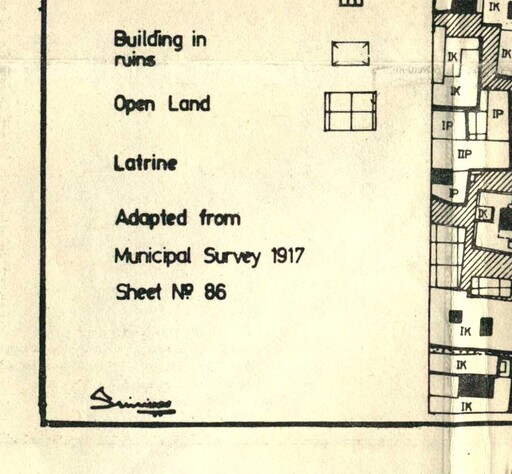 Building in
ruins
Open Land
Latrine
Adapted from
Municipal Survey 1917
Sheet Nº 86
IK
IK
IK
IK
IP
IP
IIP
IP
IK
IK
IK
IK